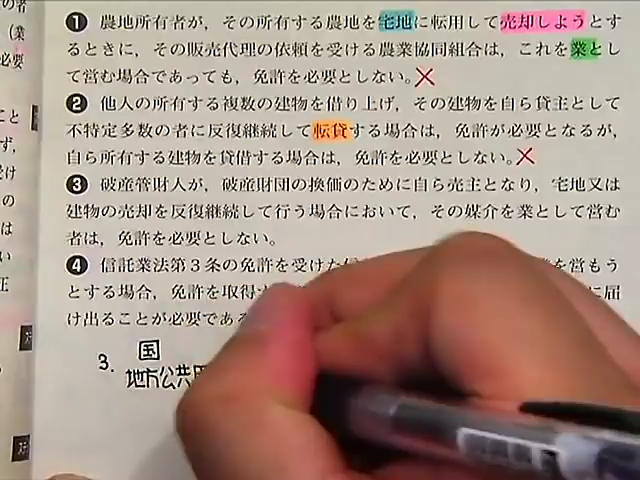 ❶ 農地所有者が，その所有する農地を宅地に転用して売却しようとす
るときに，その販売代理の依頼を受ける農業協同組合は，これを業とし
て営む場合であっても，免許を必要としない。✕
❷ 他人の所有する複数の建物を借り上げ，その建物を自ら貸主として
不特定多数の者に反復継続して転貸する場合は，免許が必要となるが，
自ら所有する建物を貸借する場合は，免許を必要としない。✕
❸ 破産管財人が，破産財団の換価のために自ら売主となり，宅地又は
建物の売却を反復継続して行う場合において，その媒介を業として営む
者は，免許を必要としない。
❹ 信託業法第３条の免許を受けた を営もう
とする場合，免許を取得 に届
け出ることが必要である
3. 国
地方公共